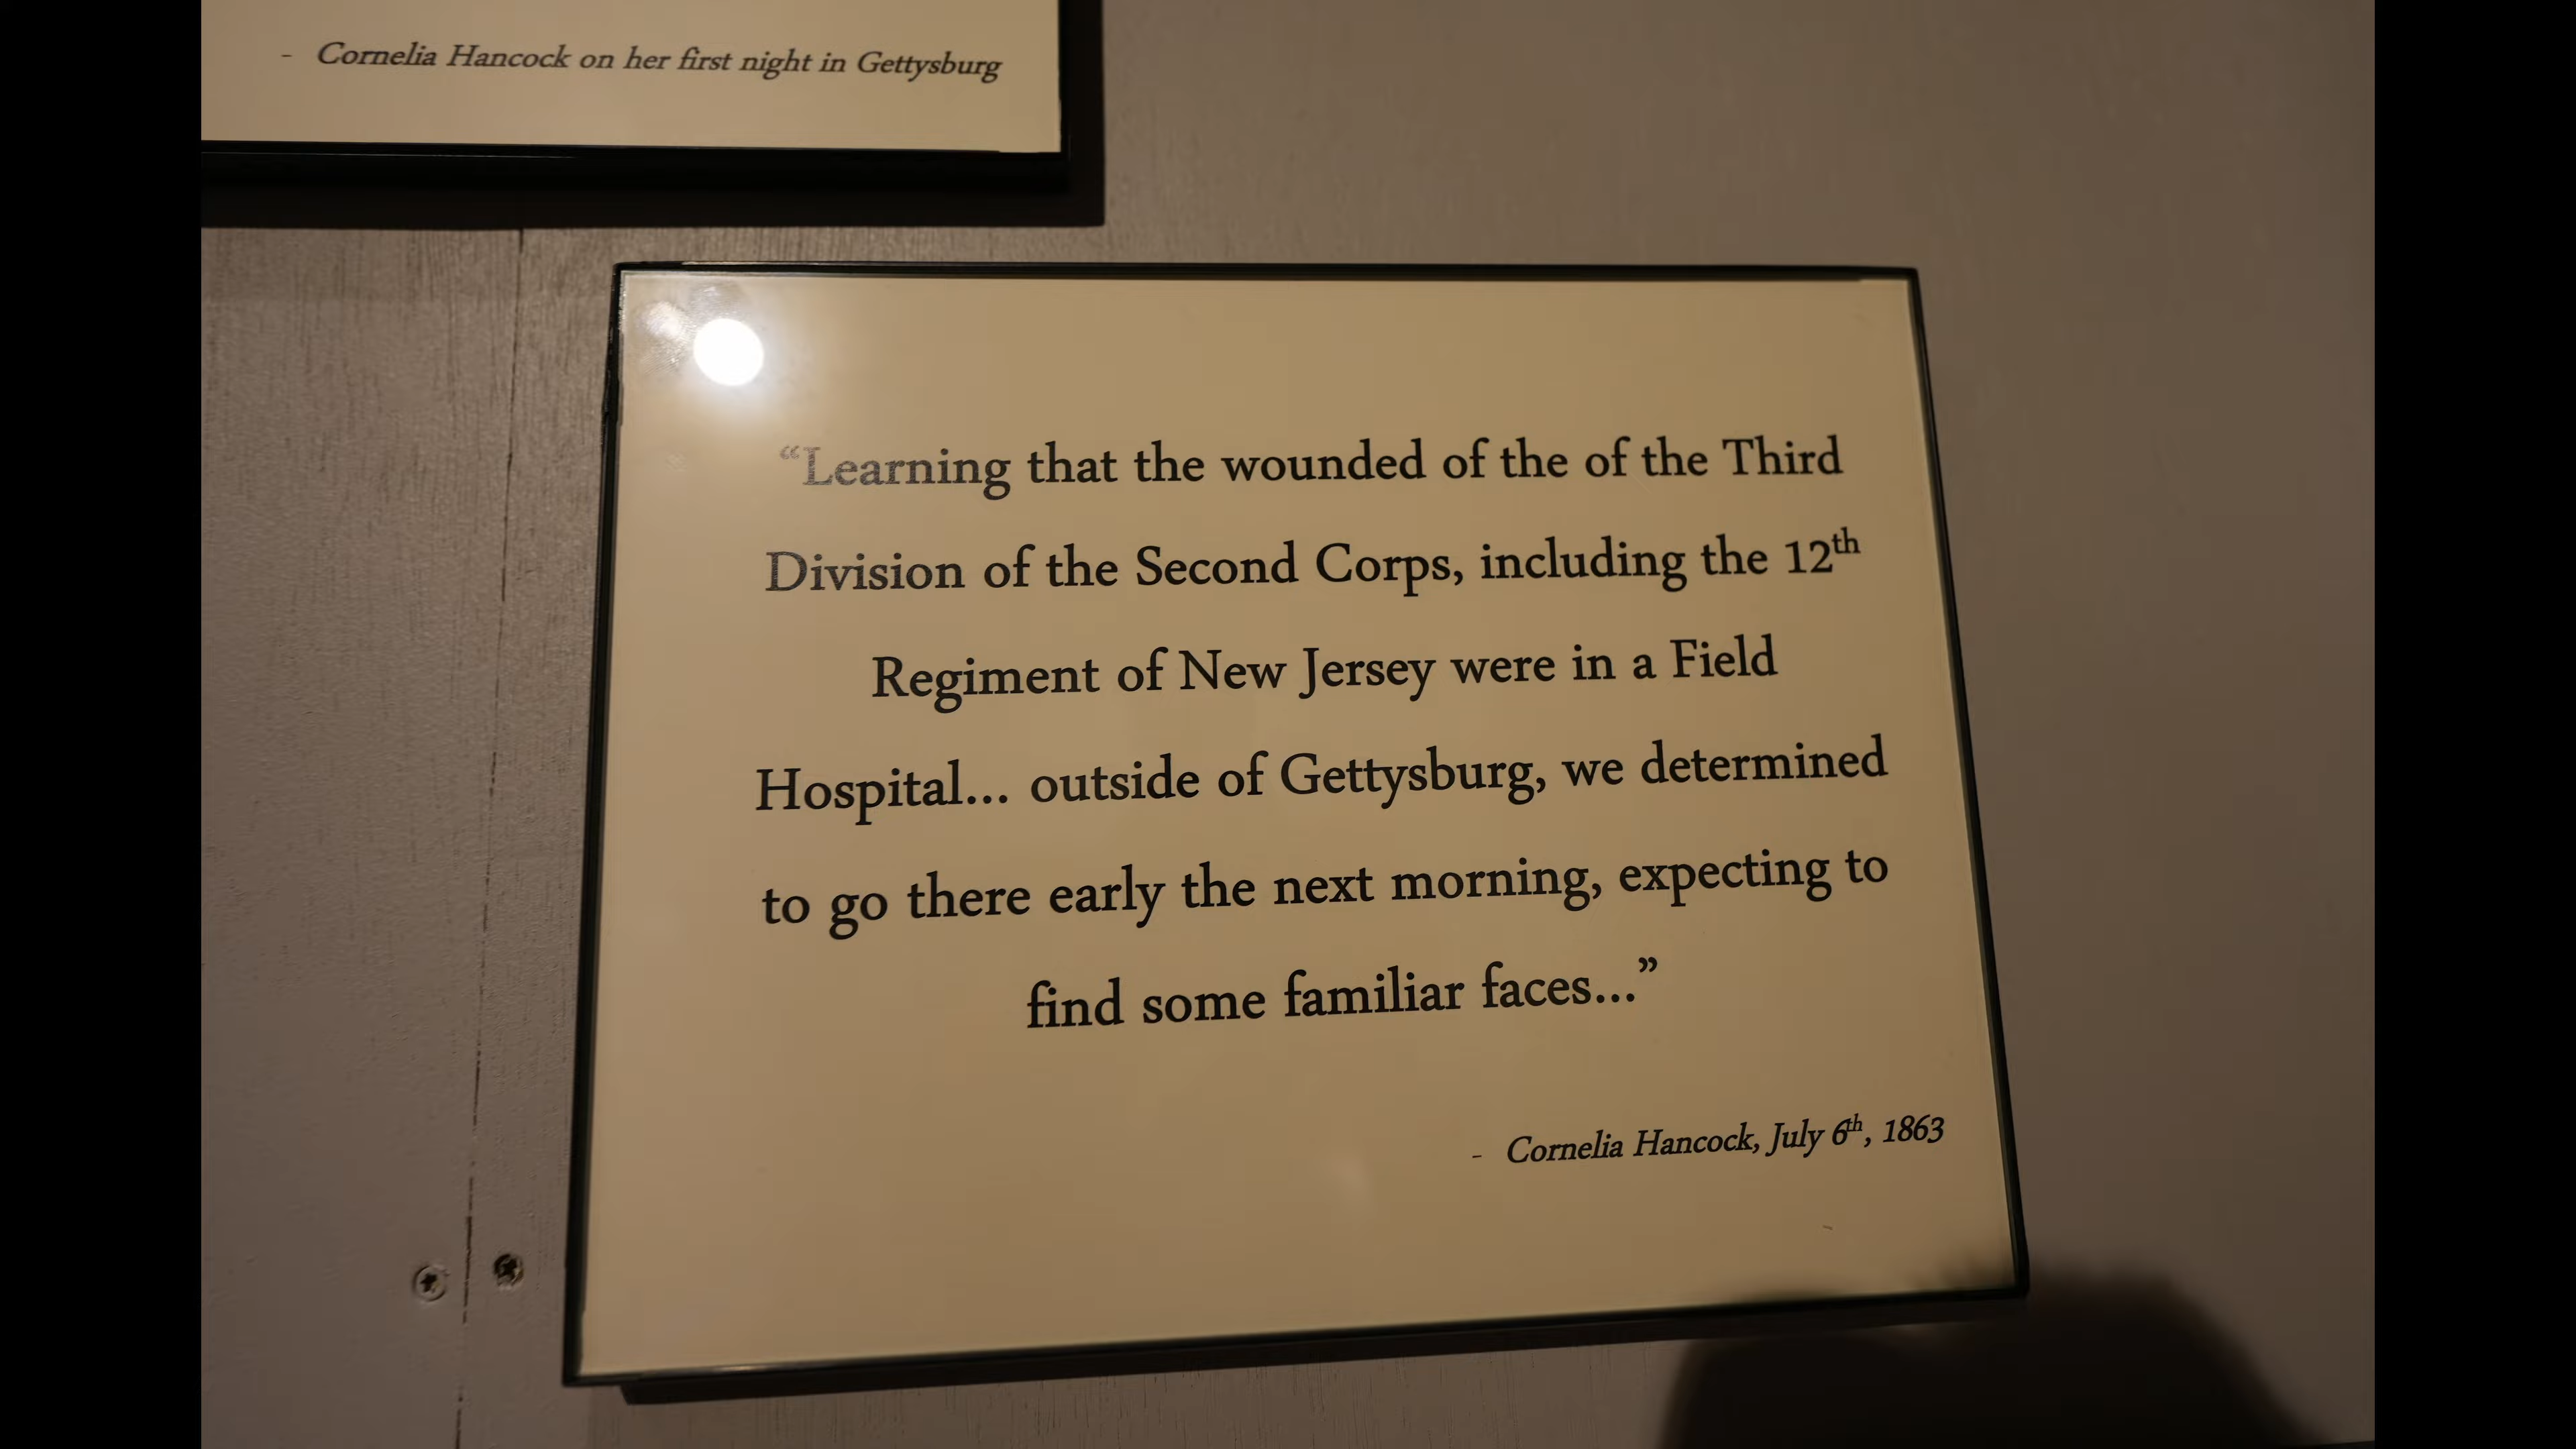 - Cornelia Hancock on her first night in Gettysburg
“Learning that the wounded of the of the Third
Division of the Second Corps, including the 12th
Regiment of New Jersey were in a Field
Hospital... outside of Gettysburg, we determined
to go there early the next morning, expecting to
find some familiar faces...”
- Cornelia Hancock, July 6th, 1863